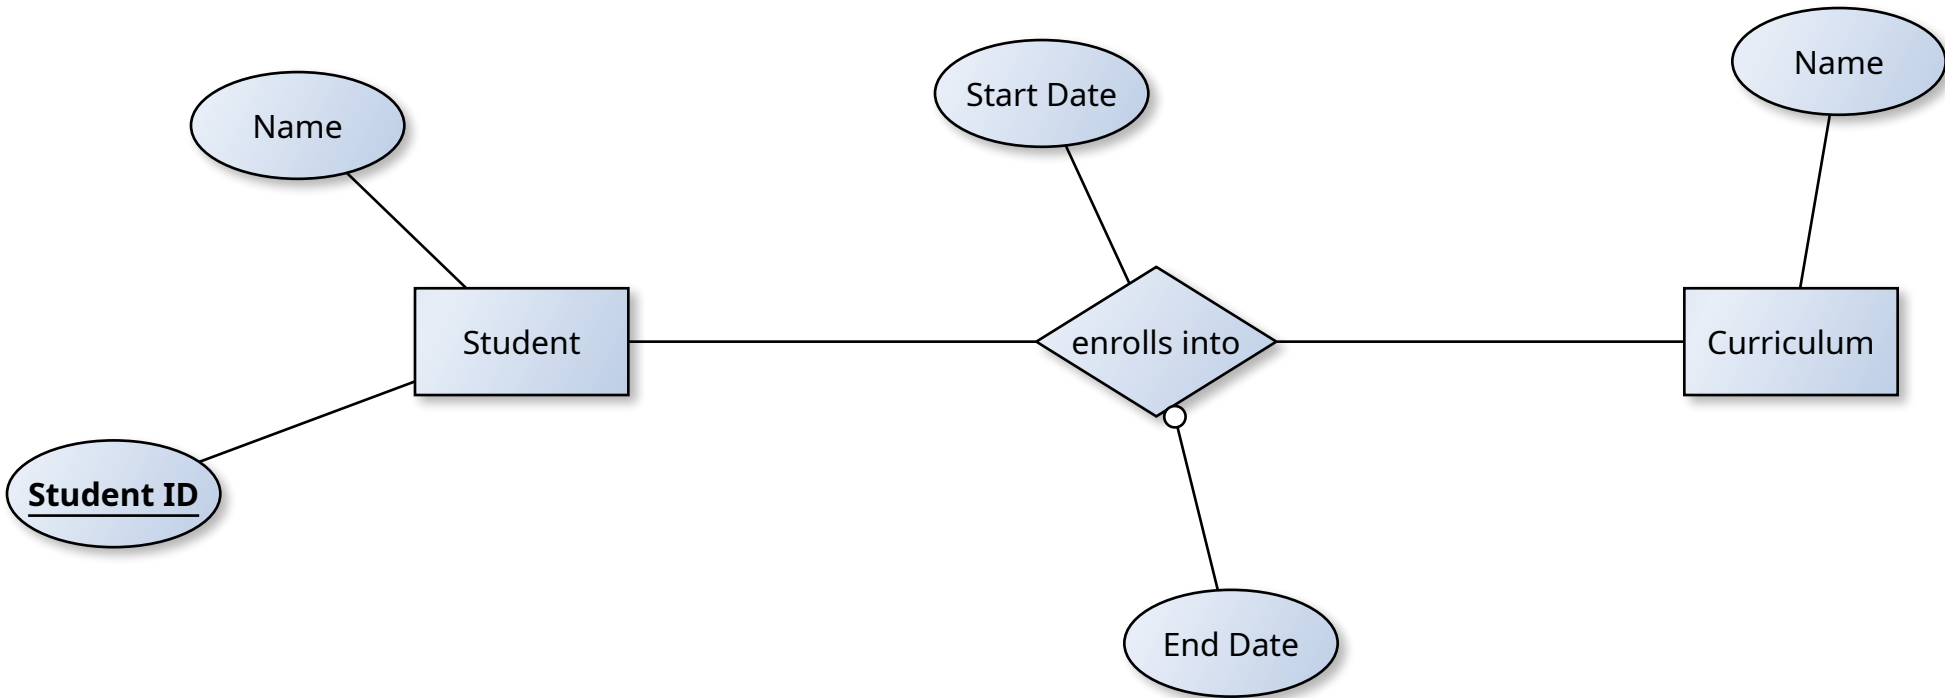 Name
Start Date
Name
Student
enrolls into
Curriculum
Student ID
End Date